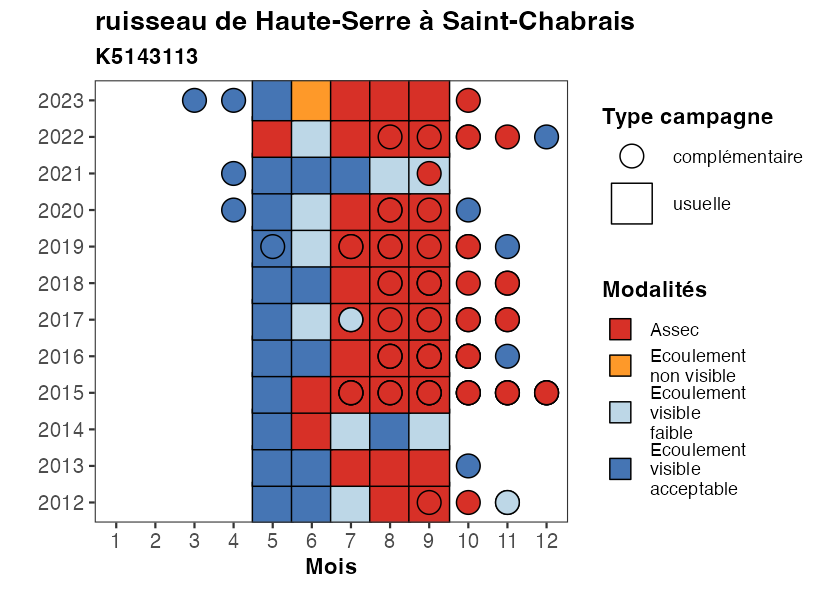 ruisseau de Haute-Serre à Saint-Chabrais
K5143113
2023
2022
2021
2020
2019
2018
2017
2016
2015
2014
2013
2012
1 2 3 4 5 6 7 8 9 10 11 12
Mois
Type campagne
complémentaire
usuelle
Modalités
Assec
Ecoulement
non visible
Ecoulement
visible
faible
Ecoulement
visible
acceptable